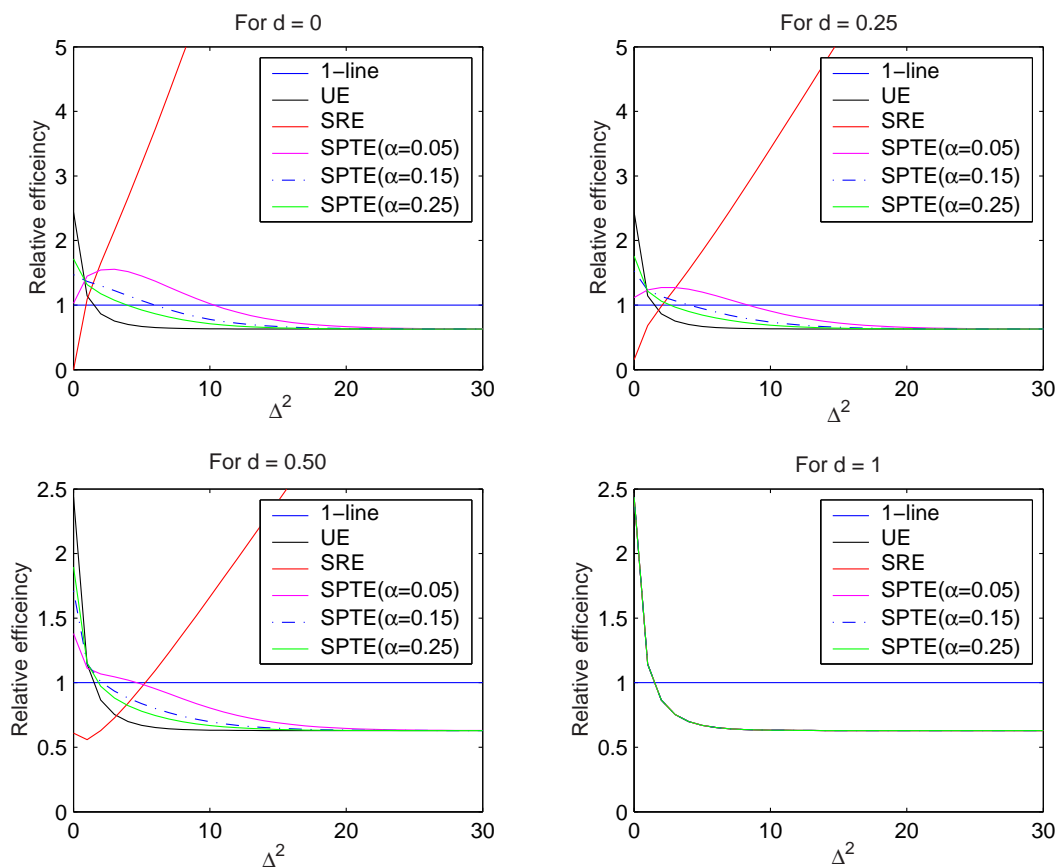 For d = 0
5
4
3
2
1
0
Relative efficeincy
1−line
UE
SRE
SPTE(α=0.05)
SPTE(α=0.15)
SPTE(α=0.25)
0 10 20 30
Δ²
For d = 0.25
5
4
3
2
1
0
Relative efficeincy
1−line
UE
SRE
SPTE(α=0.05)
SPTE(α=0.15)
SPTE(α=0.25)
0 10 20 30
Δ²
For d = 0.50
2.5
2
1.5
1
0.5
0
Relative efficeincy
1−line
UE
SRE
SPTE(α=0.05)
SPTE(α=0.15)
SPTE(α=0.25)
0 10 20 30
Δ²
For d = 1
2.5
2
1.5
1
0.5
0
Relative efficeincy
1−line
UE
SRE
SPTE(α=0.05)
SPTE(α=0.15)
SPTE(α=0.25)
0 10 20 30
Δ²